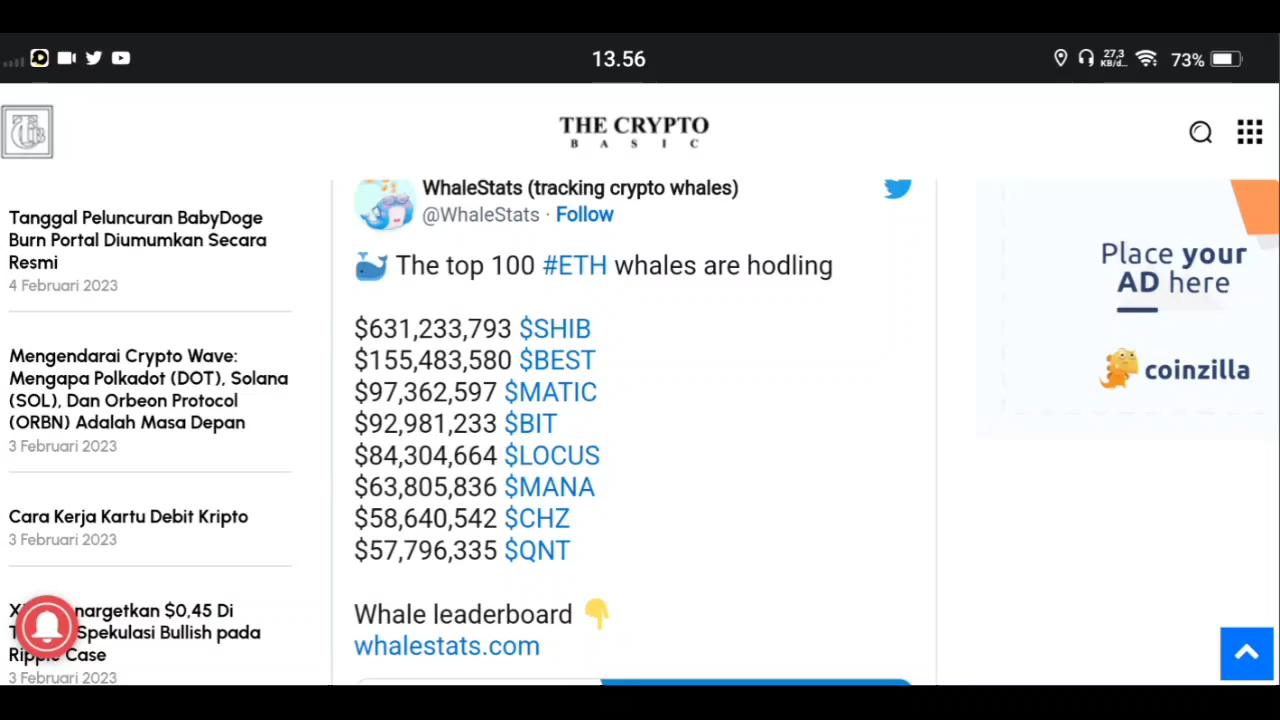 13.56
27,3
KB/d...
73%
THE CRYPTO
BASIC
Tanggal Peluncuran BabyDoge
Burn Portal Diumumkan Secara
Resmi
4 Februari 2023
Mengendarai Crypto Wave:
Mengapa Polkadot (DOT), Solana
(SOL), Dan Orbeon Protocol
(ORBN) Adalah Masa Depan
3 Februari 2023
Cara Kerja Kartu Debit Kripto
3 Februari 2023
nargetkan $0,45 Di
Spekulasi Bullish pada
Ripple Case
3 Februari 2023
WhaleStats (tracking crypto whales)
@WhaleStats · Follow
The top 100 #ETH whales are hodling
$631,233,793 $SHIB
$155,483,580 $BEST
$97,362,597 $MATIC
$92,981,233 $BIT
$84,304,664 $LOCUS
$63,805,836 $MANA
$58,640,542 $CHZ
$57,796,335 $QNT
Whale leaderboard
whalestats.com
Place your
AD here
coinzilla